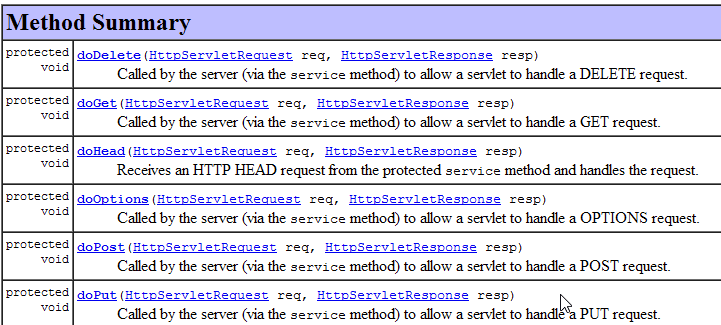 Method Summary
protected void doDelete(HttpServletRequest req, HttpServletResponse resp)
Called by the server (via the service method) to allow a servlet to handle a DELETE request.
protected void doGet(HttpServletRequest req, HttpServletResponse resp)
Called by the server (via the service method) to allow a servlet to handle a GET request.
protected void doHead(HttpServletRequest req, HttpServletResponse resp)
Receives an HTTP HEAD request from the protected service method and handles the request.
protected void doOptions(HttpServletRequest req, HttpServletResponse resp)
Called by the server (via the service method) to allow a servlet to handle a OPTIONS request.
protected void doPost(HttpServletRequest req, HttpServletResponse resp)
Called by the server (via the service method) to allow a servlet to handle a POST request.
protected void doPut(HttpServletRequest req, HttpServletResponse resp)
Called by the server (via the service method) to allow a servlet to handle a PUT request.